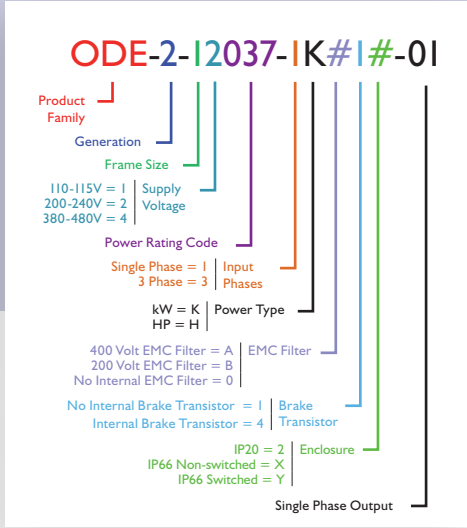 ODE-2-12037-1K#1#-01
Product
Family
Generation
Frame Size
110-115V = 1
200-240V = 2
380-480V = 4
Supply
Voltage
Power Rating Code
Single Phase = 1
3 Phase = 3
Input
Phases
kW = K
HP = H
Power Type
400 Volt EMC Filter = A
200 Volt EMC Filter = B
No Internal EMC Filter = 0
EMC Filter
No Internal Brake Transistor = 1
Internal Brake Transistor = 4
Brake
Transistor
IP20 = 2
IP66 Non-switched = X
IP66 Switched = Y
Enclosure
Single Phase Output